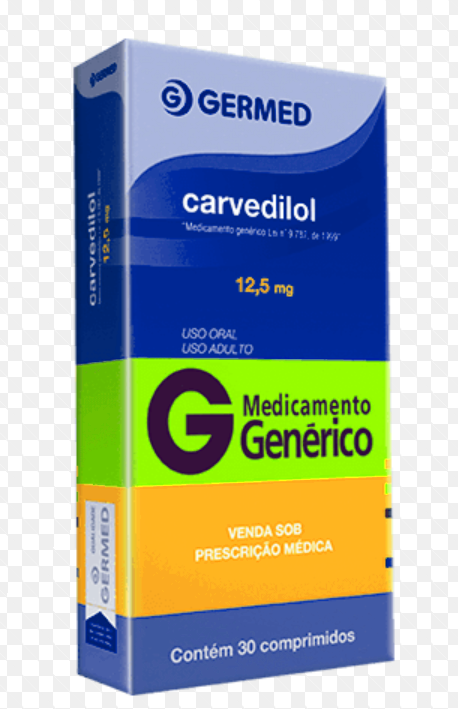 GERMED
carvedilol
"Medicamento genérico Lei n° 9.787, de 1999"
12,5 mg
USO ORAL
USO ADULTO
G Medicamento
Genérico
VENDA SOB
PRESCRIÇÃO MÉDICA
Contém 30 comprimidos
GERMED
carvedilol
12,5 mg
QUALIDADE
GERMED